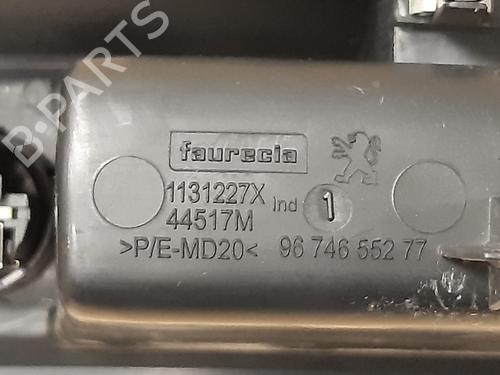 B-PARTS
faurecia
1131227X Ind 1
44517M
>P/E-MD20< 96 746 552 77